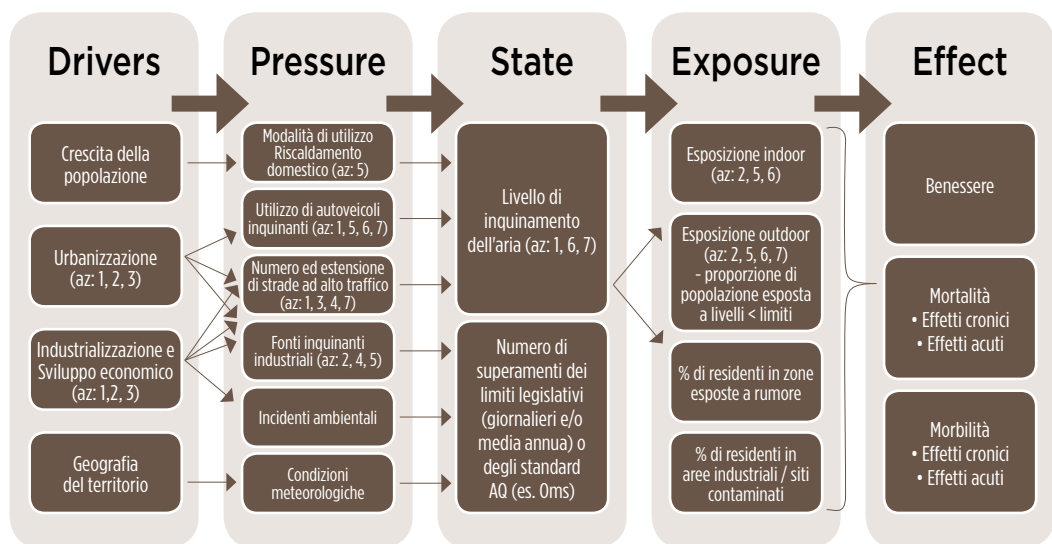 Drivers
Crescita della
popolazione
Urbanizzazione
(az: 1, 2, 3)
Industrializzazione e
Sviluppo economico
(az: 1,2, 3)
Geografia
del territorio
Pressure
Modalità di utilizzo
Riscaldamento
domestico (az: 5)
Utilizzo di autoveicoli
inquinanti (az: 1, 5, 6, 7)
Numero ed estensione
di strade ad alto traffico
(az: 1, 3, 4, 7)
Fonti inquinanti
industriali (az: 2, 4, 5)
Incidenti ambientali
Condizioni
meteorologiche
State
Livello di
inquinamento
dell'aria (az: 1, 6, 7)
Numero di
superamenti dei
limiti legislativi
(giornalieri e/o
media annua) o
degli standard
AQ (es. Oms)
Exposure
Esposizione indoor
(az: 2, 5, 6)
Esposizione outdoor
(az: 2, 5, 6, 7)
- proporzione di
popolazione esposta
a livelli < limiti
% di residenti in zone
esposte a rumore
% di residenti in
aree industriali / siti
contaminati
Effect
Benessere
Mortalità
• Effetti cronici
• Effetti acuti
Morbilità
• Effetti cronici
• Effetti acuti